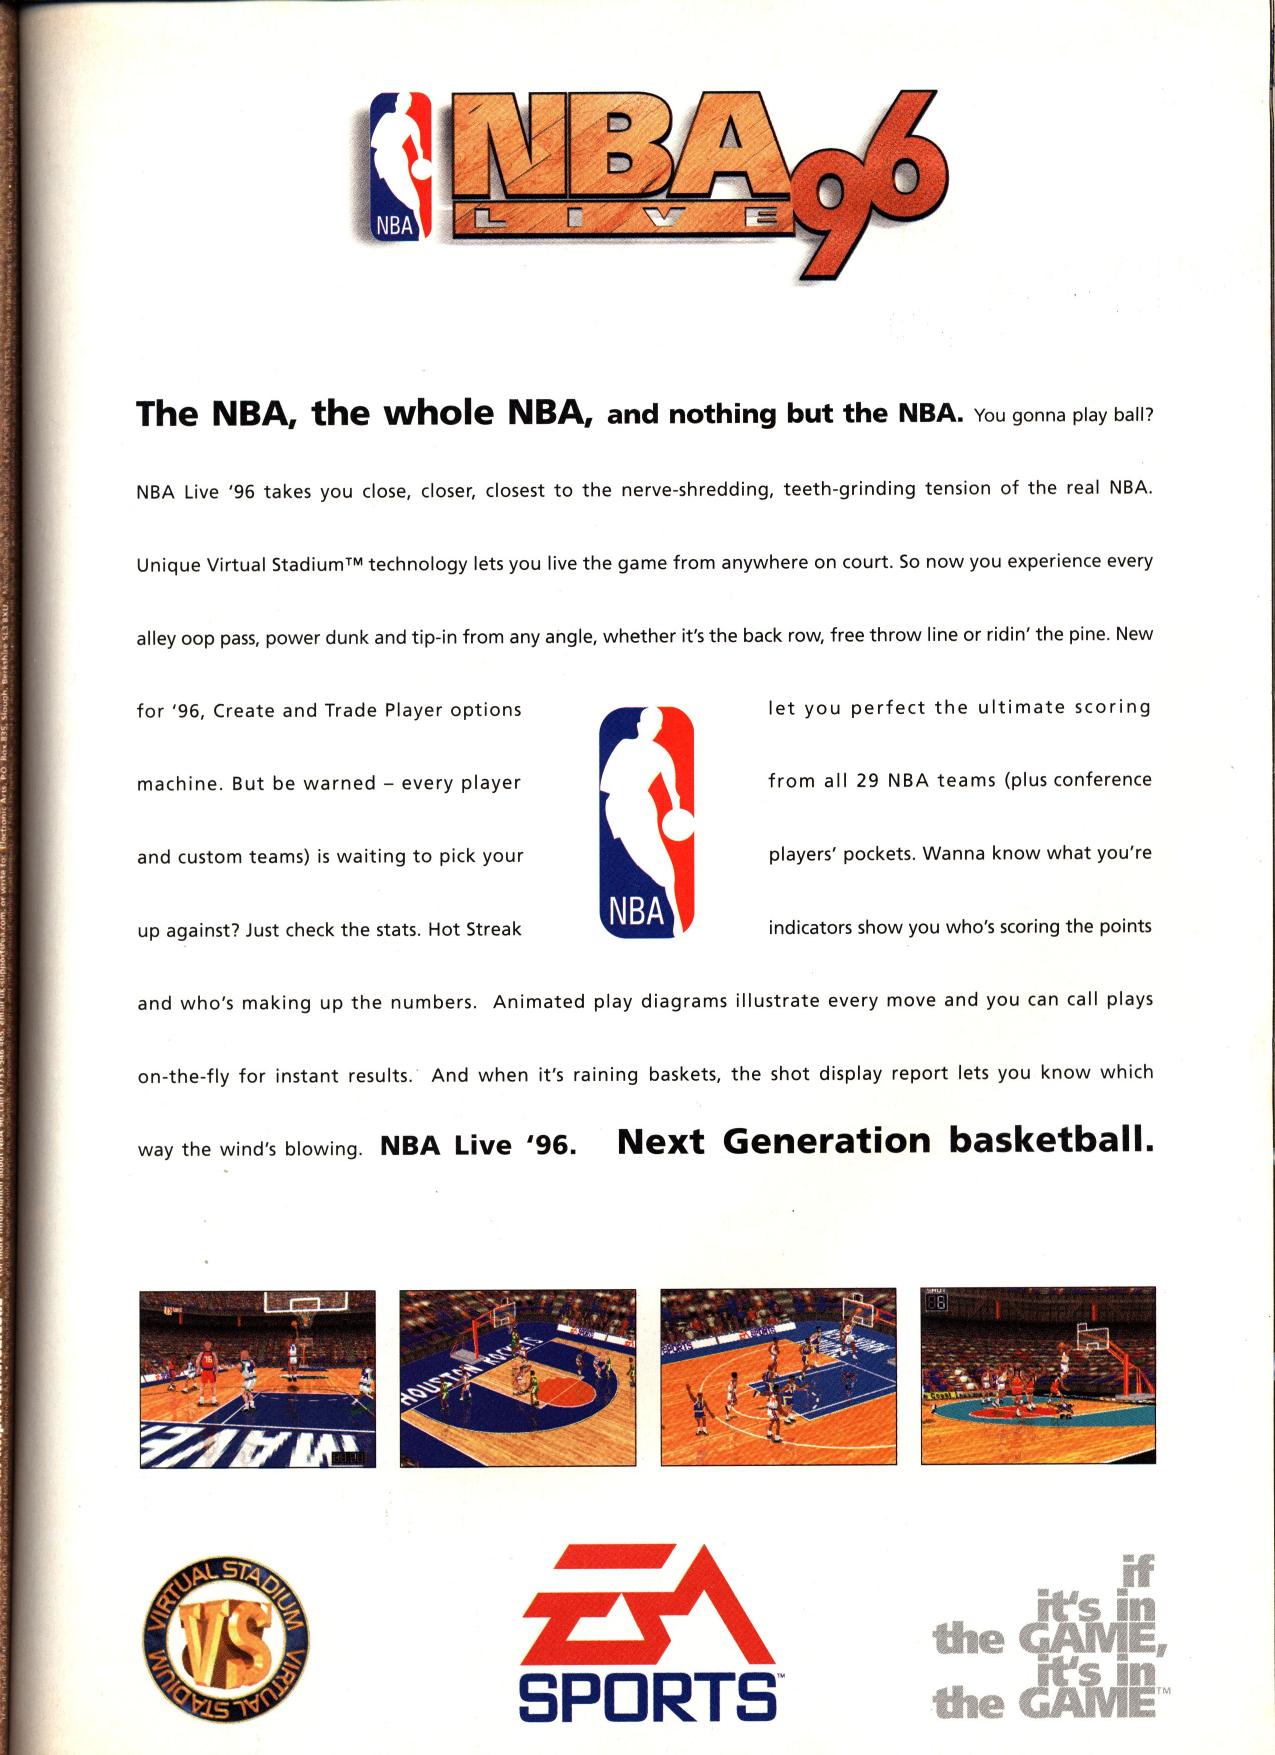 NBA
NBA
LIVE
96
The NBA, the whole NBA, and nothing but the NBA. You gonna play ball?
NBA Live '96 takes you close, closer, closest to the nerve-shredding, teeth-grinding tension of the real NBA.
Unique Virtual Stadium™ technology lets you live the game from anywhere on court. So now you experience every
alley oop pass, power dunk and tip-in from any angle, whether it's the back row, free throw line or ridin' the pine. New
for '96, Create and Trade Player options let you perfect the ultimate scoring
machine. But be warned – every player from all 29 NBA teams (plus conference
and custom teams) is waiting to pick your players' pockets. Wanna know what you're
up against? Just check the stats. Hot Streak indicators show you who's scoring the points
NBA
and who's making up the numbers. Animated play diagrams illustrate every move and you can call plays
on-the-fly for instant results. And when it's raining baskets, the shot display report lets you know which
way the wind's blowing. NBA Live '96. Next Generation basketball.
HOUSTON ROCKETS
EA SPORTS
VIRTUAL STADIUM VIRTUAL STADIUM
VS
EA
SPORTS™
if
it's in
the GAME,
it's in
the GAME™